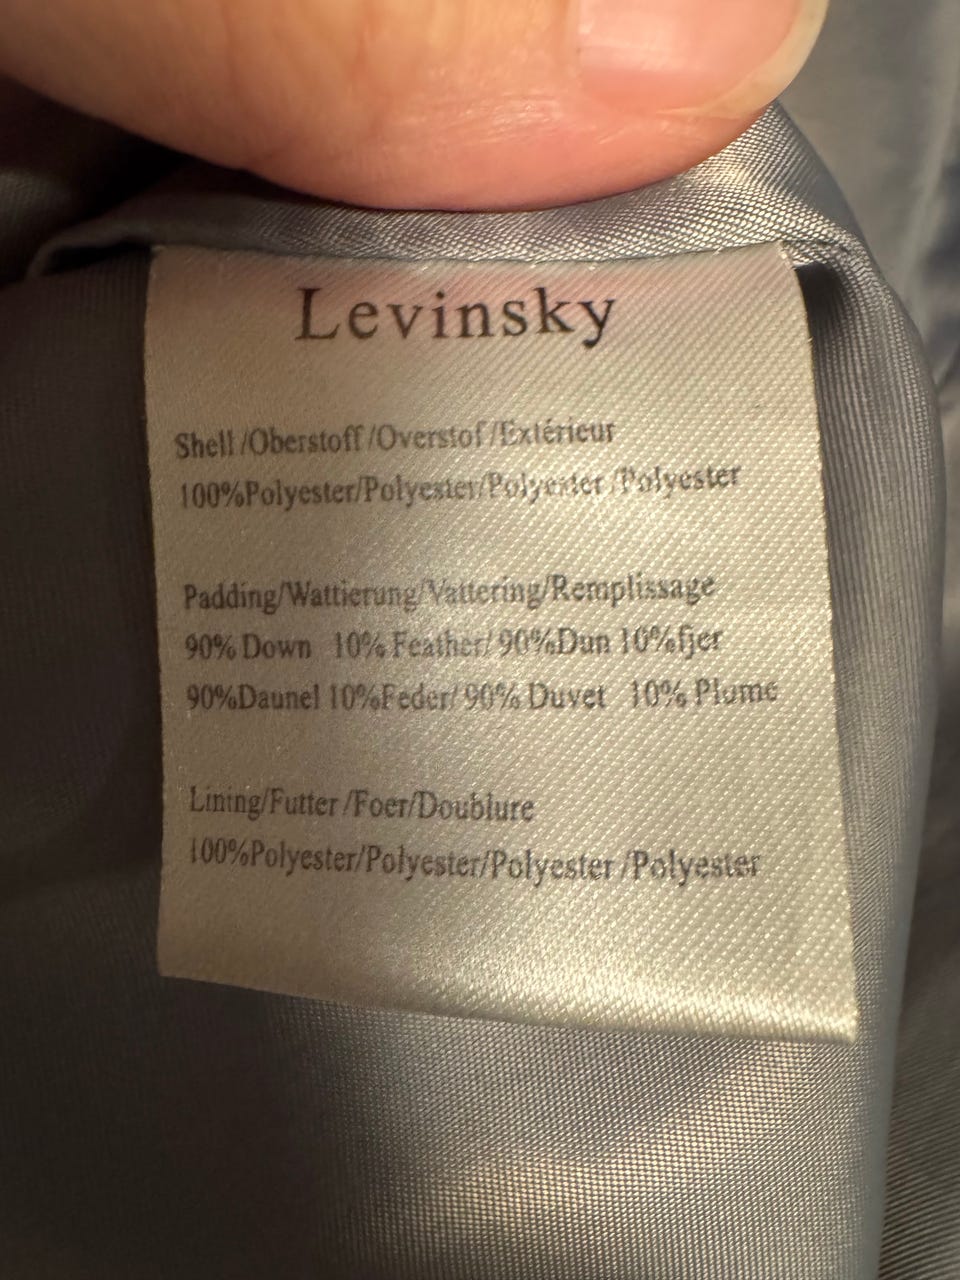 Levinsky
Shell /Oberstoff /Overstof /Extérieur
100%Polyester/Polyester/Polyester /Polyester
Padding/Wattierung/Vattering/Remplissage
90% Down 10% Feather/ 90%Dun 10%fjer
90%Daunel 10%Feder/ 90% Duvet 10% Plume
Lining/Futter /Foer/Doublure
100%Polyester/Polyester/Polyester /Polyester